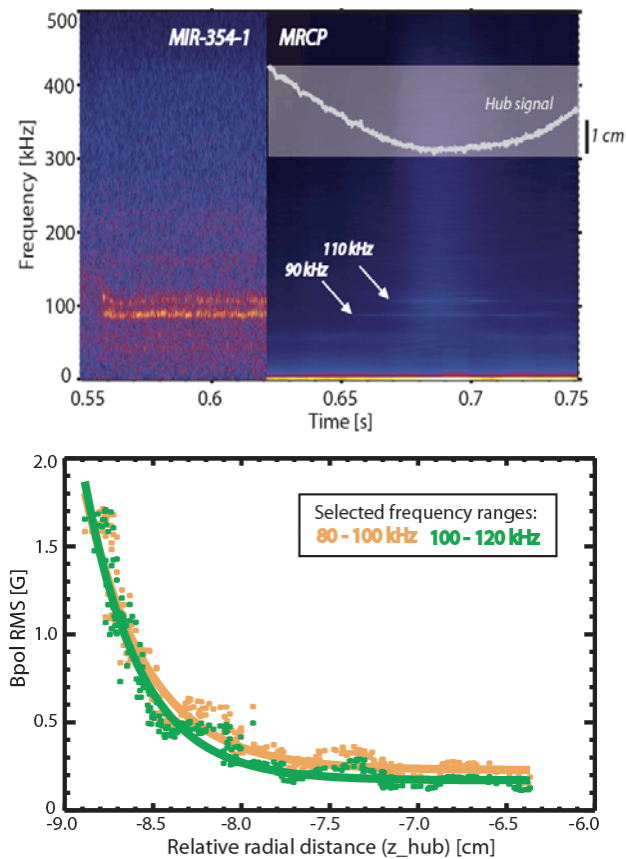 500
MIR-354-1 MRCP
400
Hub signal
1 cm
300
Frequency [kHz]
200
110 kHz
90 kHz
100
0
0.55 0.6 0.65 0.7 0.75
Time [s]
2.0
Selected frequency ranges:
80 - 100 kHz 100 - 120 kHz
1.5
Bpol RMS [G]
1.0
0.5
0
-9.0 -8.5 -8.0 -7.5 -7.0 -6.5 -6.0
Relative radial distance (z_hub) [cm]